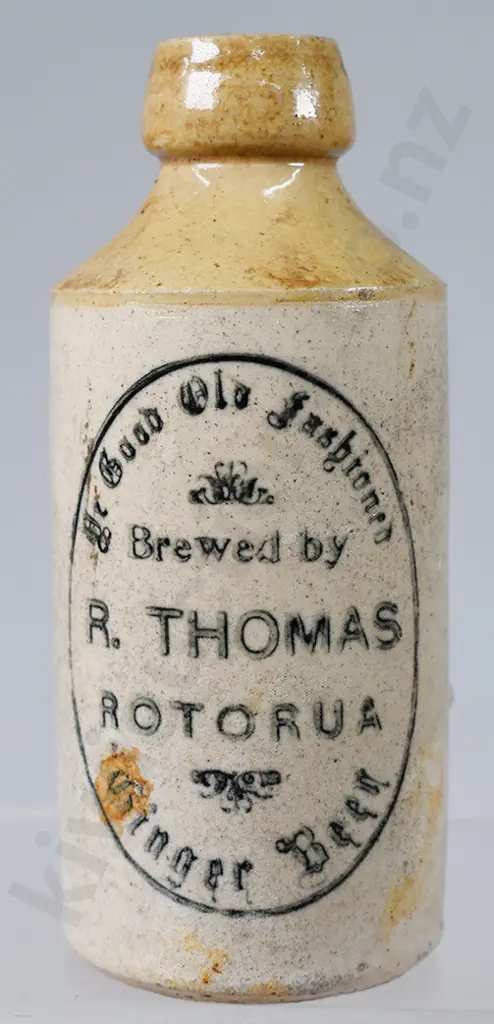 Ye Good Old Fashioned
Brewed by
R. THOMAS
ROTORUA
Ginger Beer